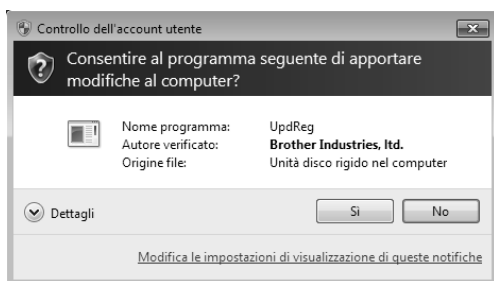 Controllo dell'account utente
Consentire al programma seguente di apportare
modifiche al computer?
Nome programma: UpdReg
Autore verificato: Brother Industries, ltd.
Origine file: Unità disco rigido nel computer
Dettagli Sì No
Modifica le impostazioni di visualizzazione di queste notifiche